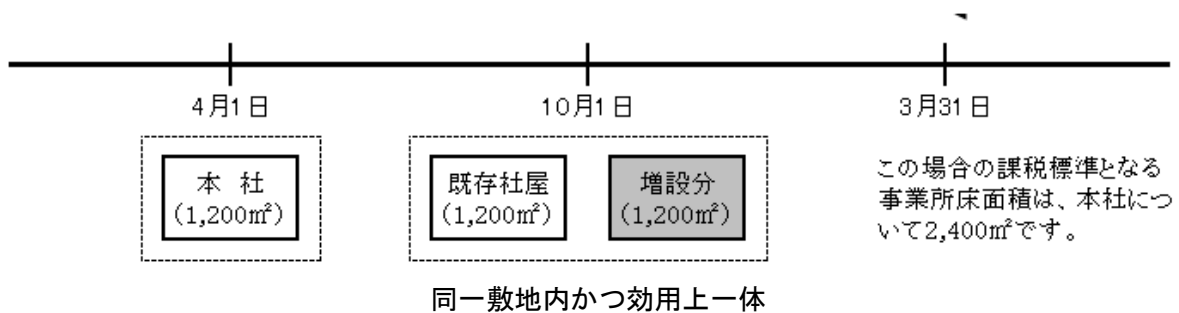 4月1日
10月1日
3月31日
本 社
（1,200㎡）
既存社屋
（1,200㎡）
増設分
（1,200㎡）
この場合の課税標準となる
事業所床面積は、本社につ
いて2,400㎡です。
同一敷地内かつ効用上一体